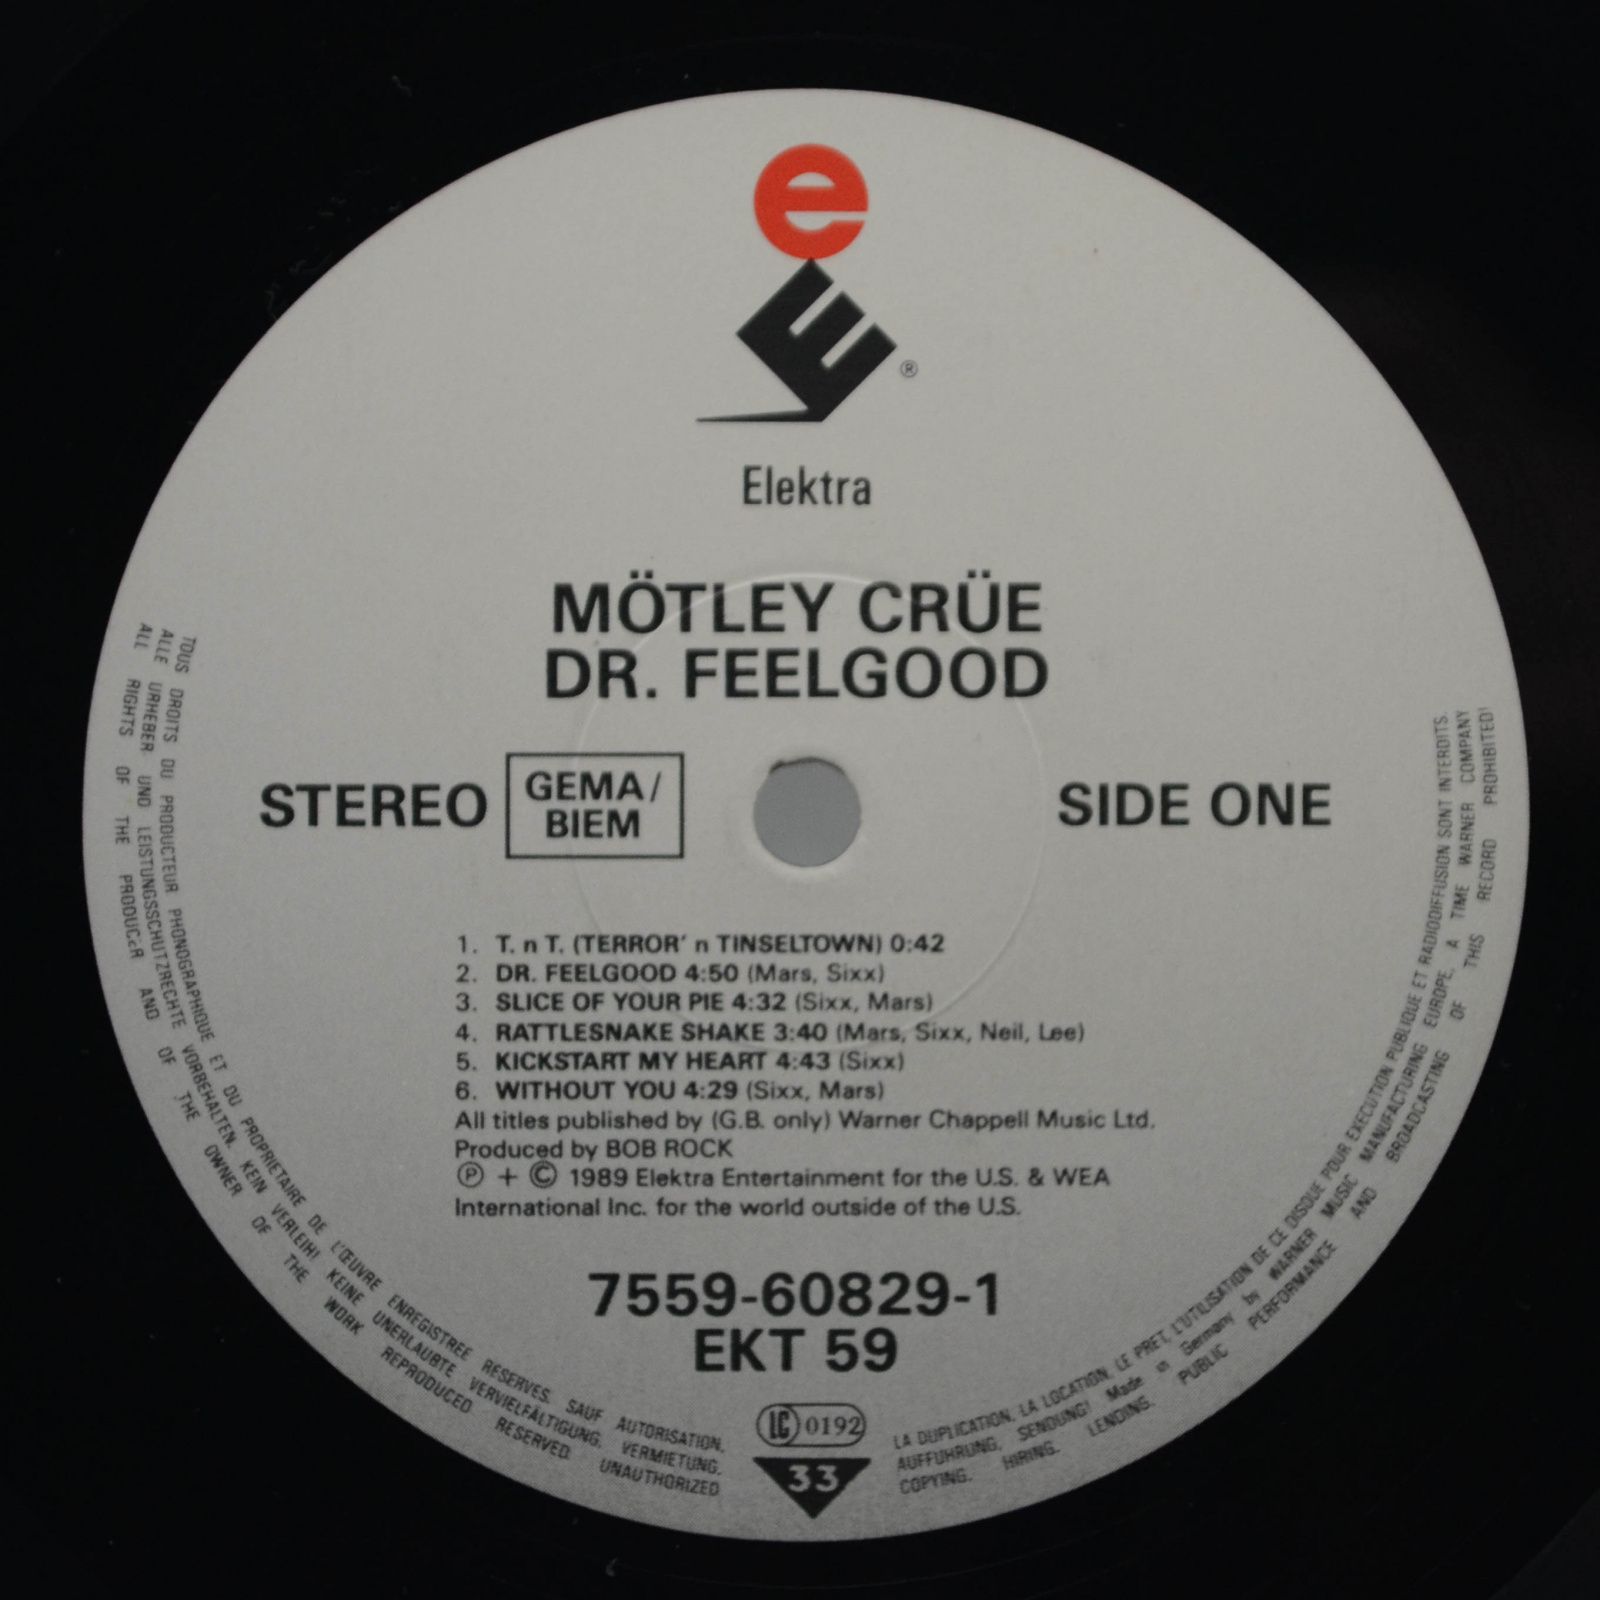 e
E ®
Elektra
MÖTLEY CRÜE
DR. FEELGOOD
STEREO
GEMA/
BIEM
SIDE ONE
1. T. n T. (TERROR' n TINSELTOWN) 0:42
2. DR. FEELGOOD 4:50 (Mars, Sixx)
3. SLICE OF YOUR PIE 4:32 (Sixx, Mars)
4. RATTLESNAKE SHAKE 3:40 (Mars, Sixx, Neil, Lee)
5. KICKSTART MY HEART 4:43 (Sixx)
6. WITHOUT YOU 4:29 (Sixx, Mars)
All titles published by (G.B. only) Warner Chappell Music Ltd.
Produced by BOB ROCK
Ⓟ + © 1989 Elektra Entertainment for the U.S. & WEA
International Inc. for the world outside of the U.S.
7559-60829-1
EKT 59
LC 0192
33
TOUS DROITS DU PRODUCTEUR PHONOGRAPHIQUE ET DU PROPRIETAIRE DE L'ŒUVRE ENREGISTREE RESERVES. SAUF AUTORISATION, LA DUPLICATION, LA LOCATION, LE PRET, L'UTILISATION DE CE DISQUE POUR EXECUTION PUBLIQUE ET RADIODIFFUSION SONT INTERDITS.
ALLE URHEBER UND LEISTUNGSSCHUTZRECHTE VORBEHALTEN. KEIN VERLEIH! KEINE UNERLAUBTE VERVIELFÄLTIGUNG, VERMIETUNG, AUFFÜHRUNG, SENDUNG! Made in Germany by WARNER MUSIC MANUFACTURING EUROPE. A TIME WARNER COMPANY
ALL RIGHTS OF THE PRODUCER AND OF THE OWNER OF THE WORK REPRODUCED RESERVED. UNAUTHORIZED COPYING. HIRING. LENDING. PUBLIC PERFORMANCE AND BROADCASTING OF THIS RECORD PROHIBITED!